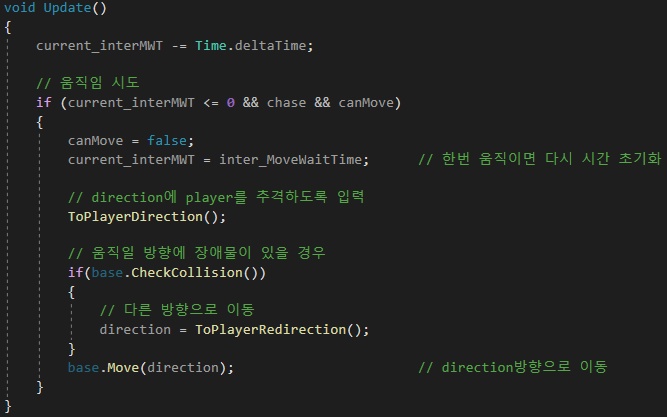 void Update()
{
current_interMWT -= Time.deltaTime;
// 움직임 시도
if (current_interMWT <= 0 && chase && canMove)
{
canMove = false;
current_interMWT = inter_MoveWaitTime; // 한번 움직이면 다시 시간 초기화
// direction에 player를 추격하도록 입력
ToPlayerDirection();
// 움직일 방향에 장애물이 있을 경우
if(base.CheckCollision())
{
// 다른 방향으로 이동
direction = ToPlayerRedirection();
}
base.Move(direction); // direction방향으로 이동
}
}